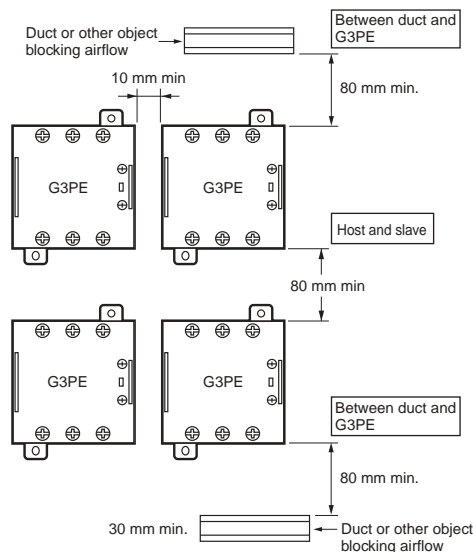 Duct or other object
blocking airflow
Between duct and
G3PE
10 mm min
80 mm min.
G3PE
G3PE
Host and slave
80 mm min
G3PE
G3PE
Between duct and
G3PE
80 mm min.
30 mm min.
Duct or other object
blocking airflow